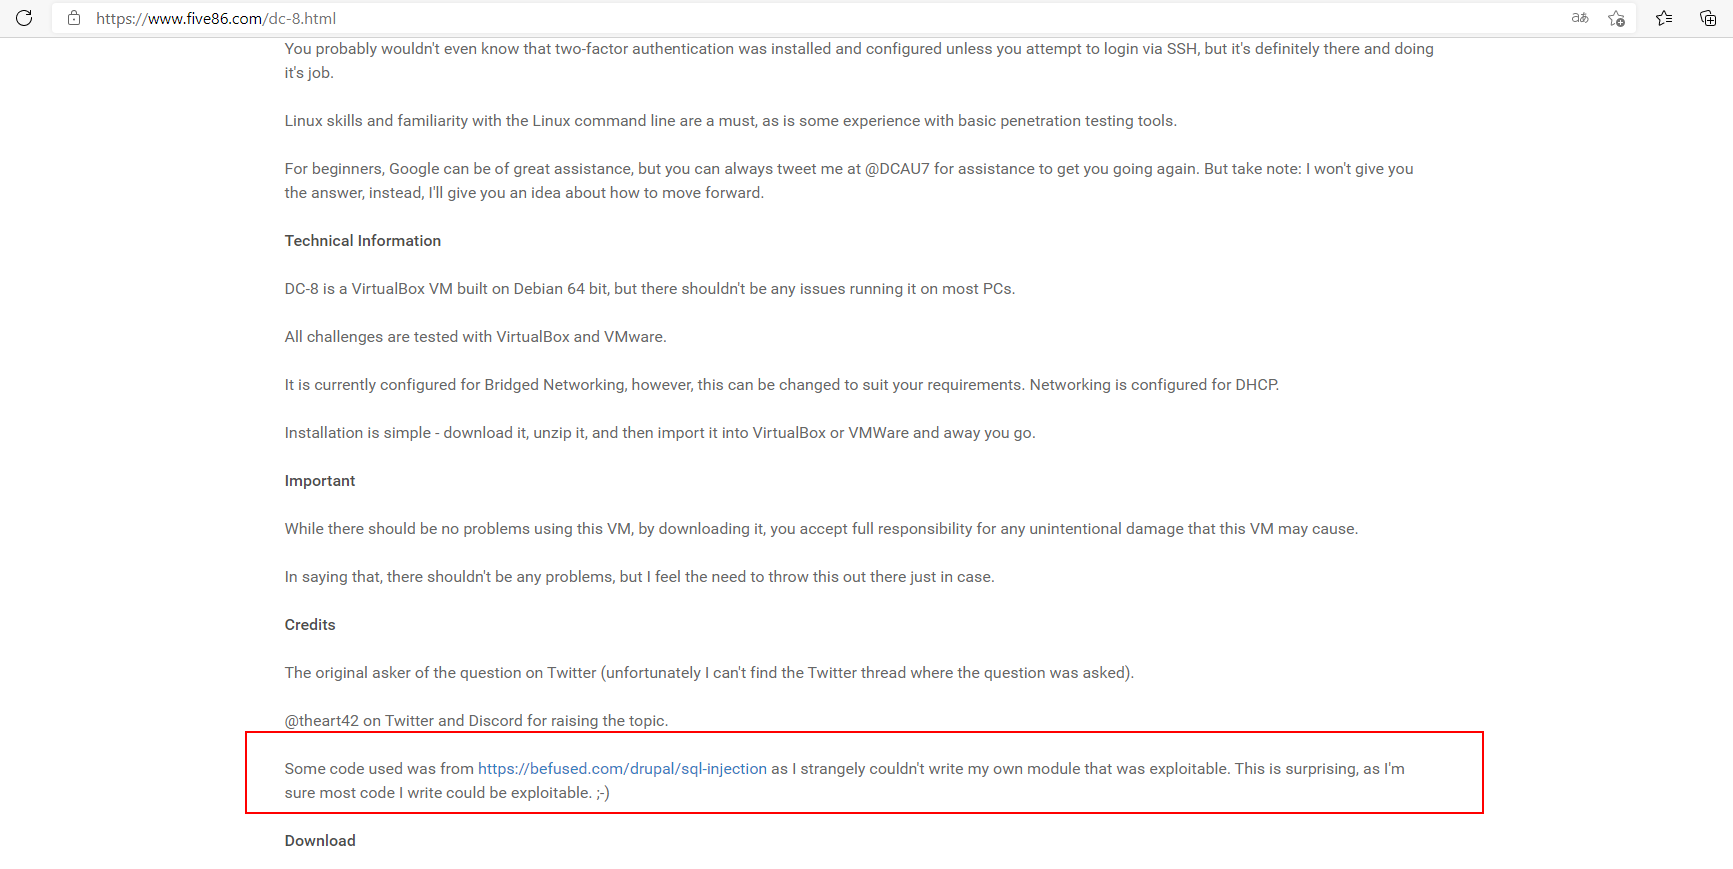 https://www.five86.com/dc-8.html
You probably wouldn't even know that two-factor authentication was installed and configured unless you attempt to login via SSH, but it's definitely there and doing
it's job.
Linux skills and familiarity with the Linux command line are a must, as is some experience with basic penetration testing tools.
For beginners, Google can be of great assistance, but you can always tweet me at @DCAU7 for assistance to get you going again. But take note: I won't give you
the answer, instead, I'll give you an idea about how to move forward.
Technical Information
DC-8 is a VirtualBox VM built on Debian 64 bit, but there shouldn't be any issues running it on most PCs.
All challenges are tested with VirtualBox and VMware.
It is currently configured for Bridged Networking, however, this can be changed to suit your requirements. Networking is configured for DHCP.
Installation is simple - download it, unzip it, and then import it into VirtualBox or VMWare and away you go.
Important
While there should be no problems using this VM, by downloading it, you accept full responsibility for any unintentional damage that this VM may cause.
In saying that, there shouldn't be any problems, but I feel the need to throw this out there just in case.
Credits
The original asker of the question on Twitter (unfortunately I can't find the Twitter thread where the question was asked).
@theart42 on Twitter and Discord for raising the topic.
Some code used was from https://befused.com/drupal/sql-injection as I strangely couldn't write my own module that was exploitable. This is surprising, as I'm
sure most code I write could be exploitable. ;-)
Download